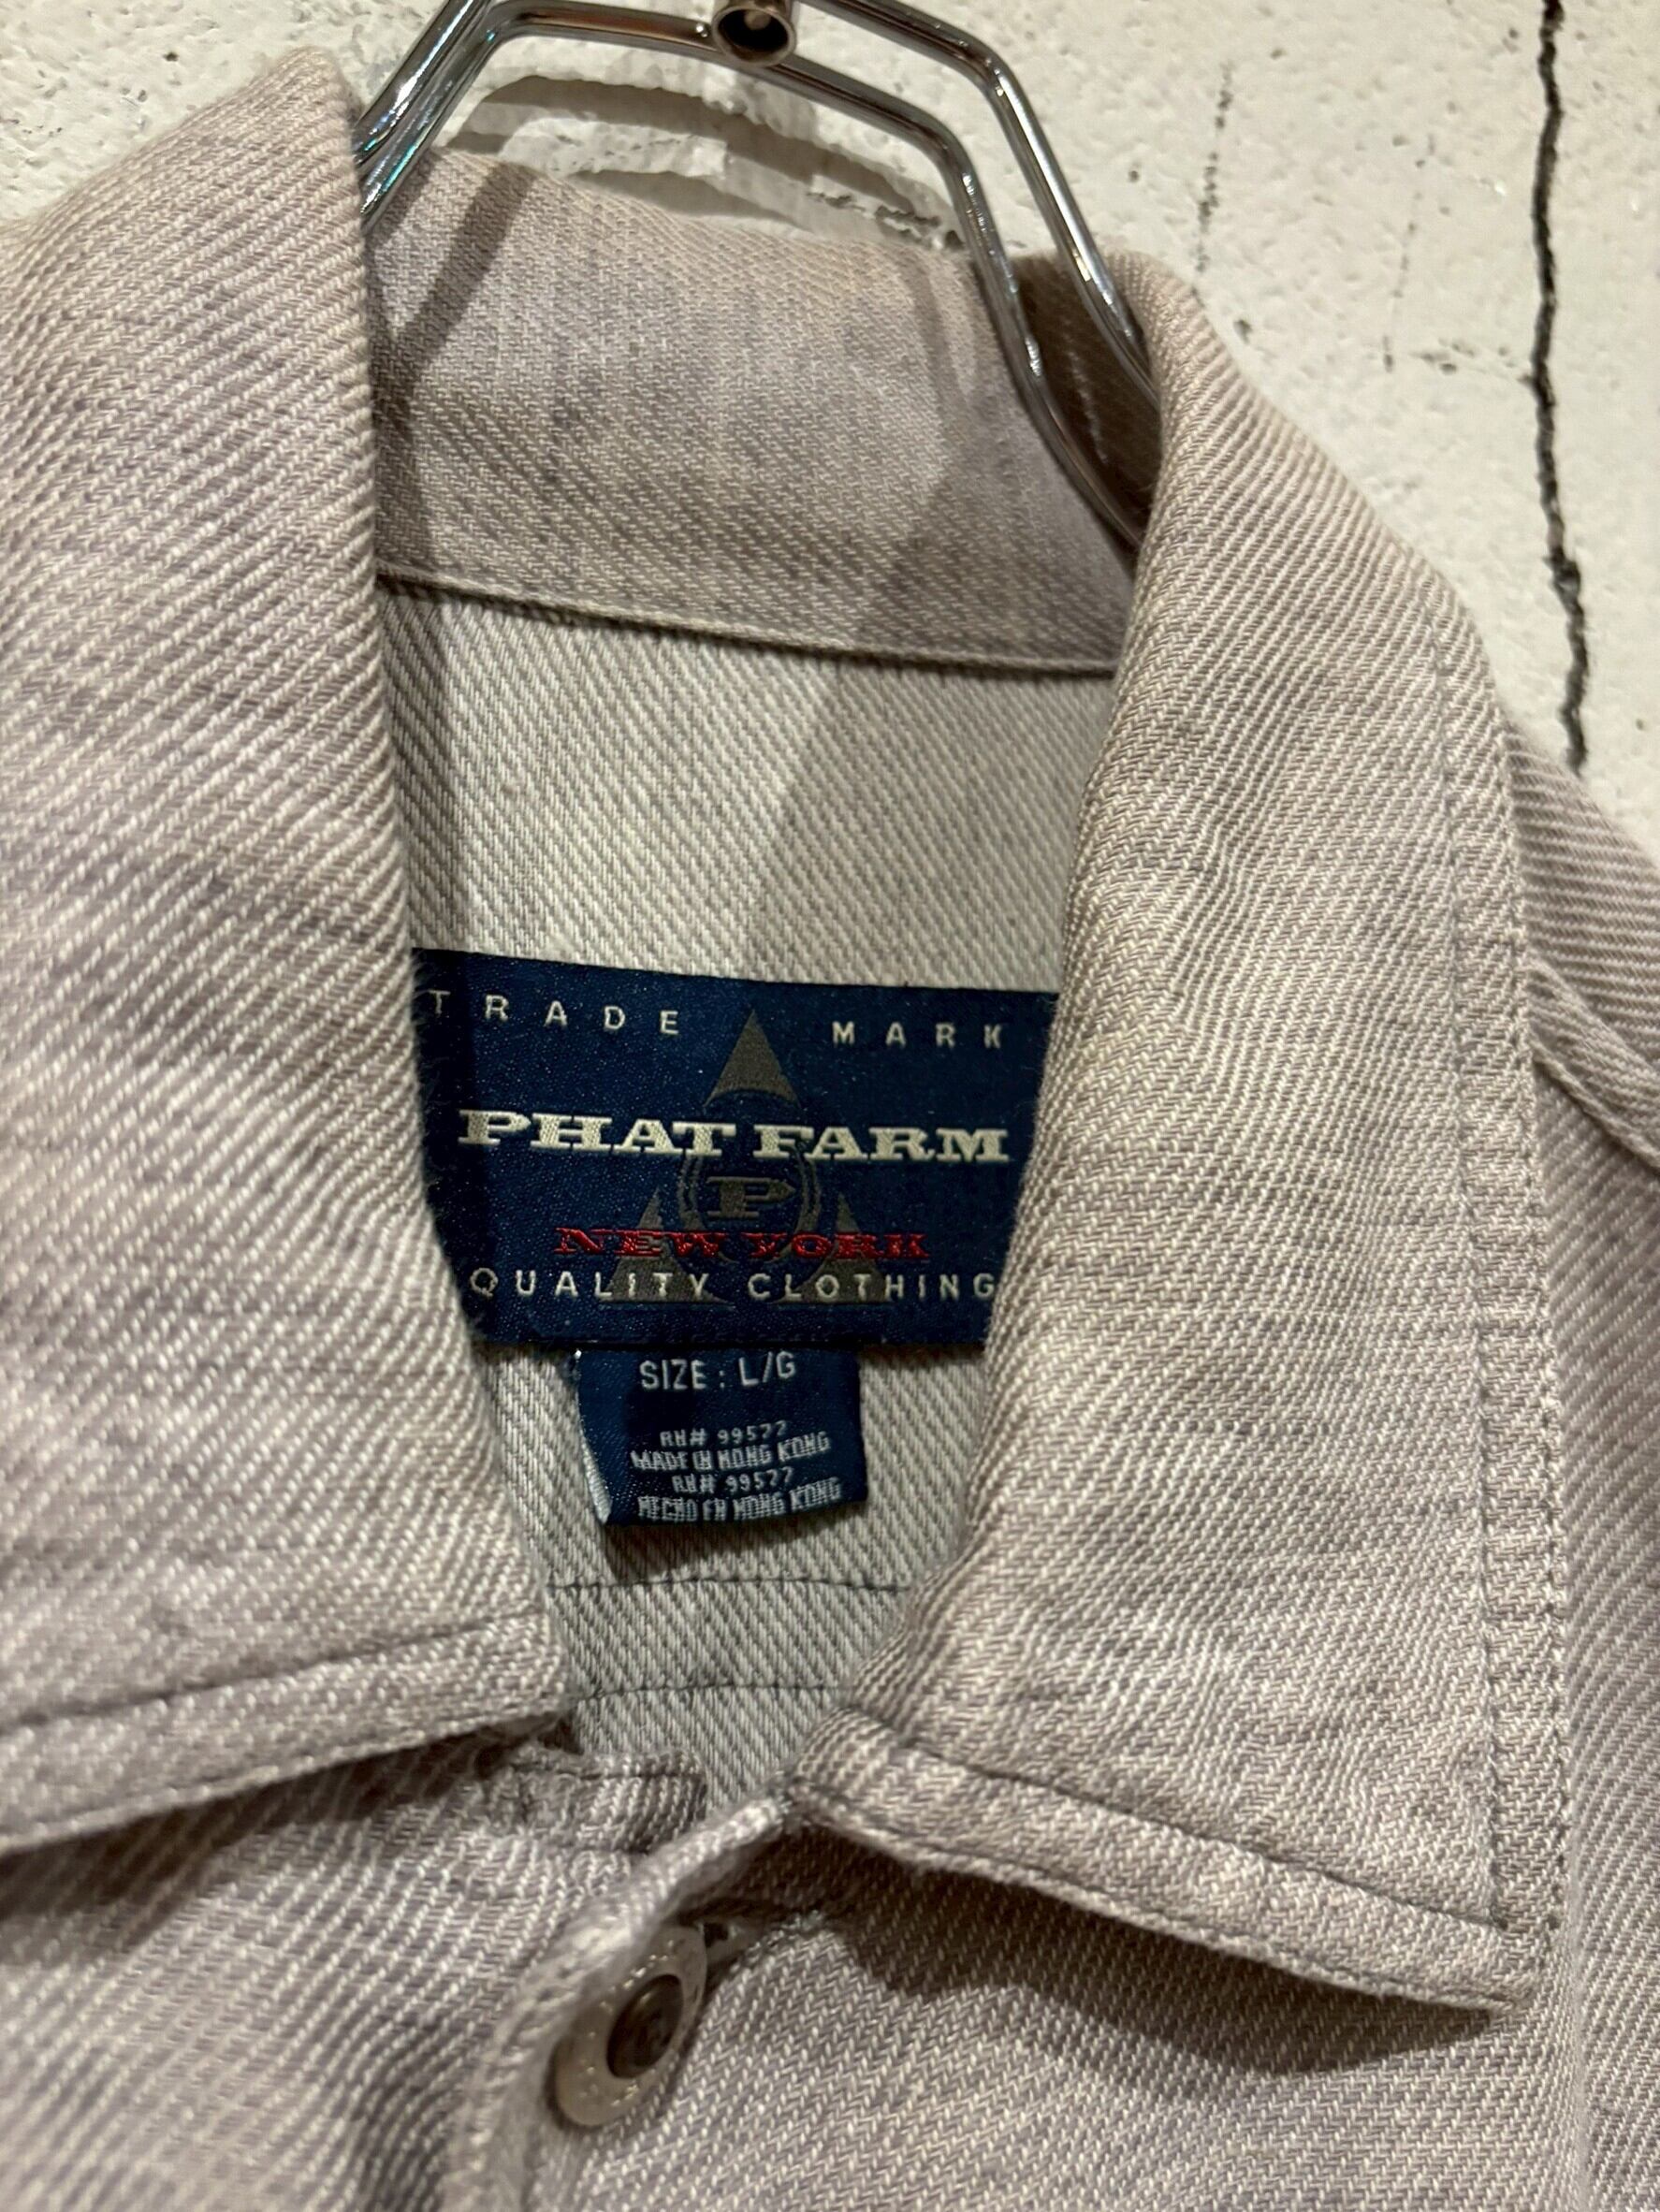 TRADE MARK
PHAT FARM
P
NEW YORK
QUALITY CLOTHING
SIZE : L/G
RN# 99577
MADE IN HONG KONG
RN# 99577
HECHO EN HONG KONG